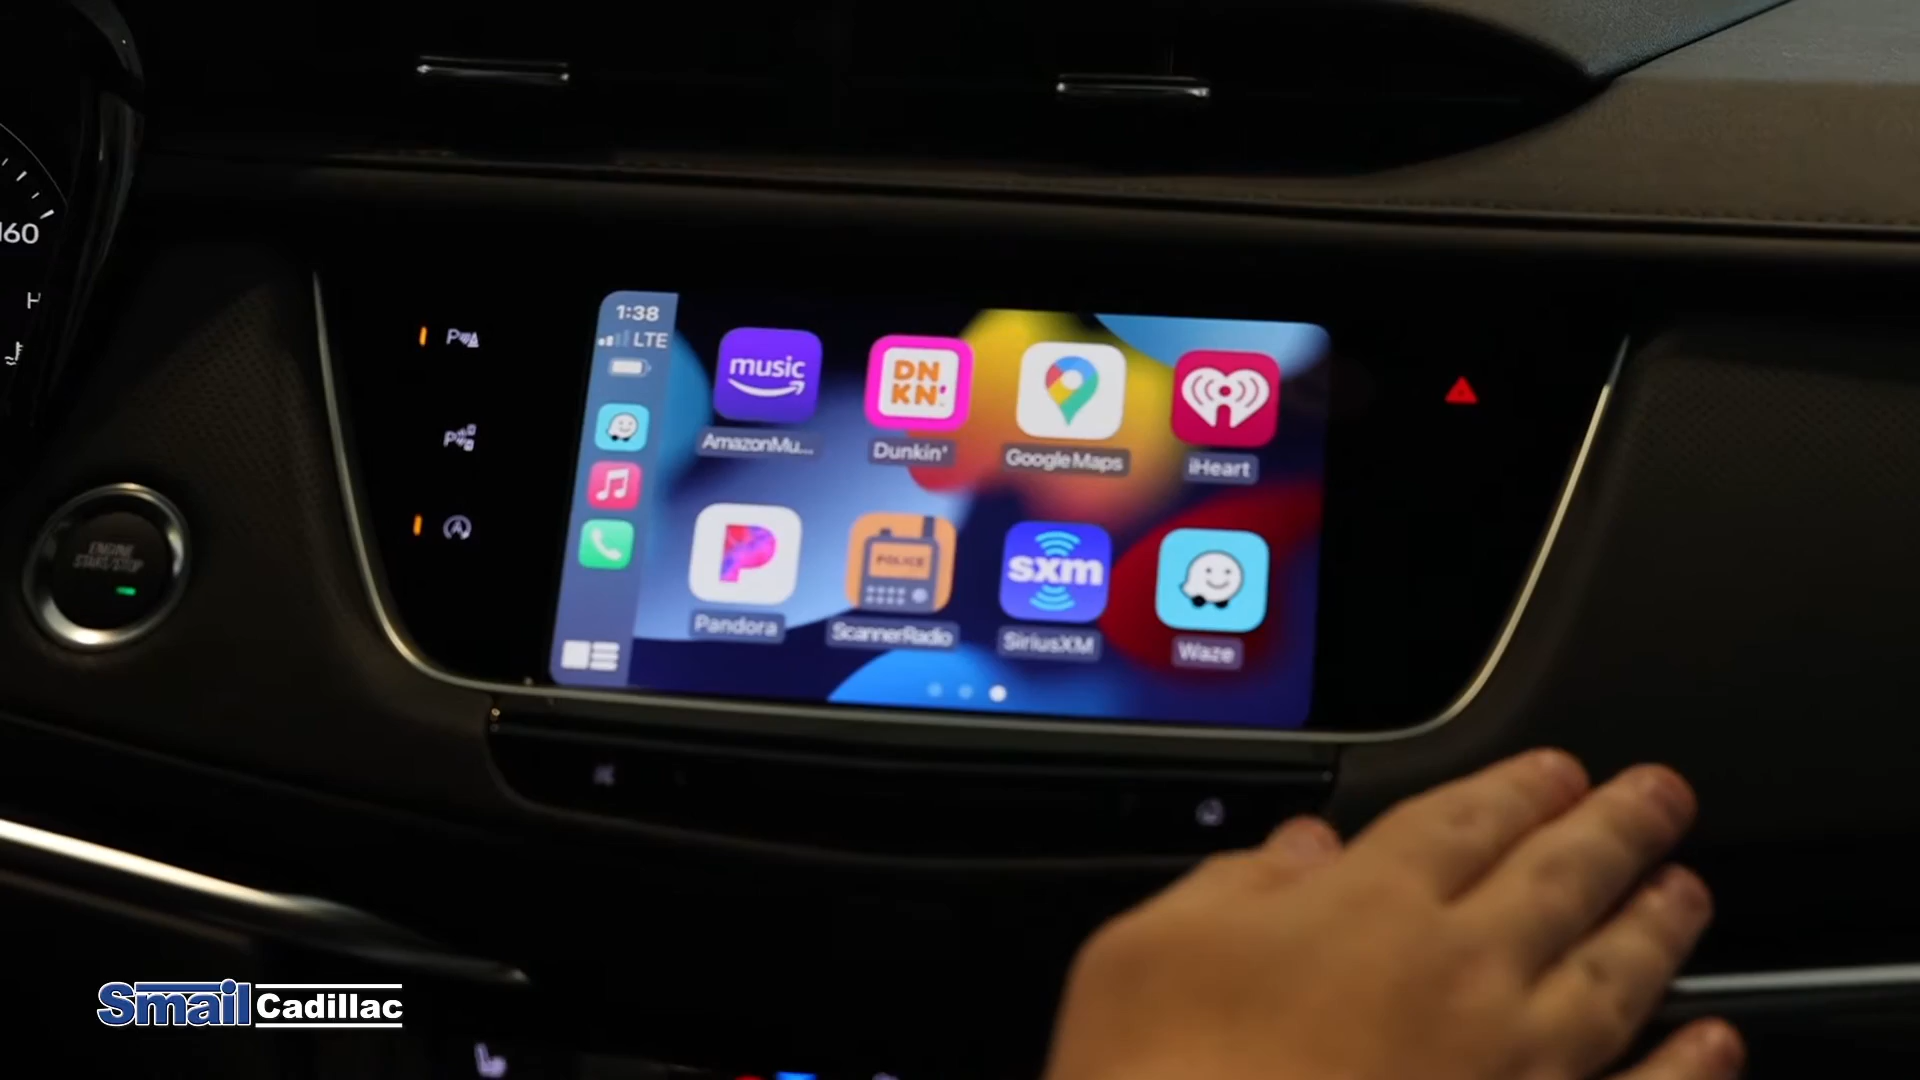 160
H
1:38
LTE
music
AmazonMu...
DN
KN'
Dunkin'
Google Maps
iHeart
P
P
A
ENGINE
START/STOP
P
Pandora
POLICE
ScannerRadio
sxm
SiriusXM
Waze
Smail Cadillac